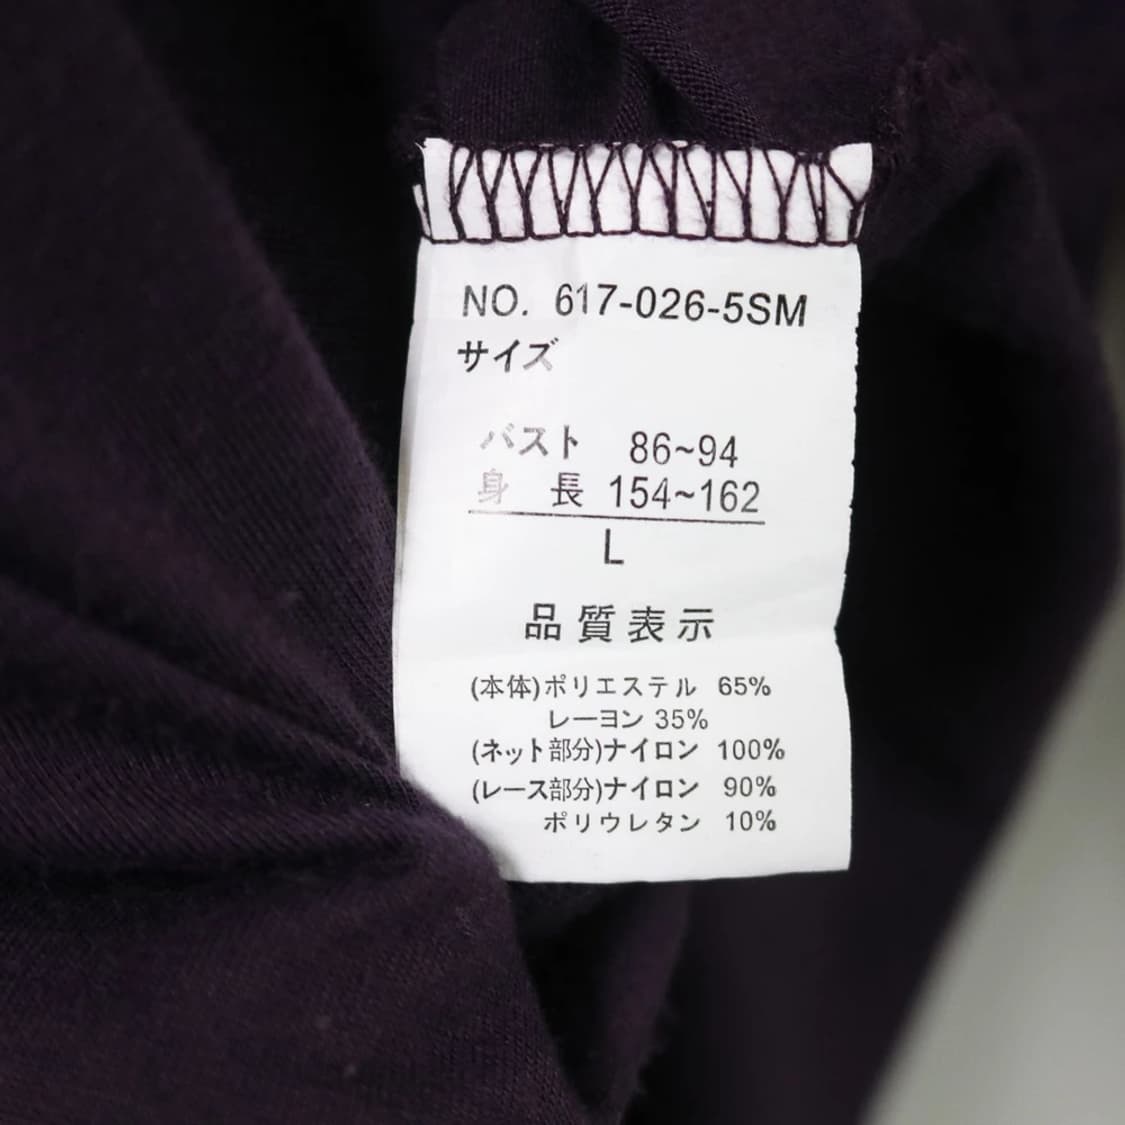 NO. 617-026-5SM
サイズ
バスト 86~94
身 長 154~162
L
品質表示
(本体)ポリエステル 65%
レーヨン 35%
(ネット部分)ナイロン 100%
(レース部分)ナイロン 90%
ポリウレタン 10%